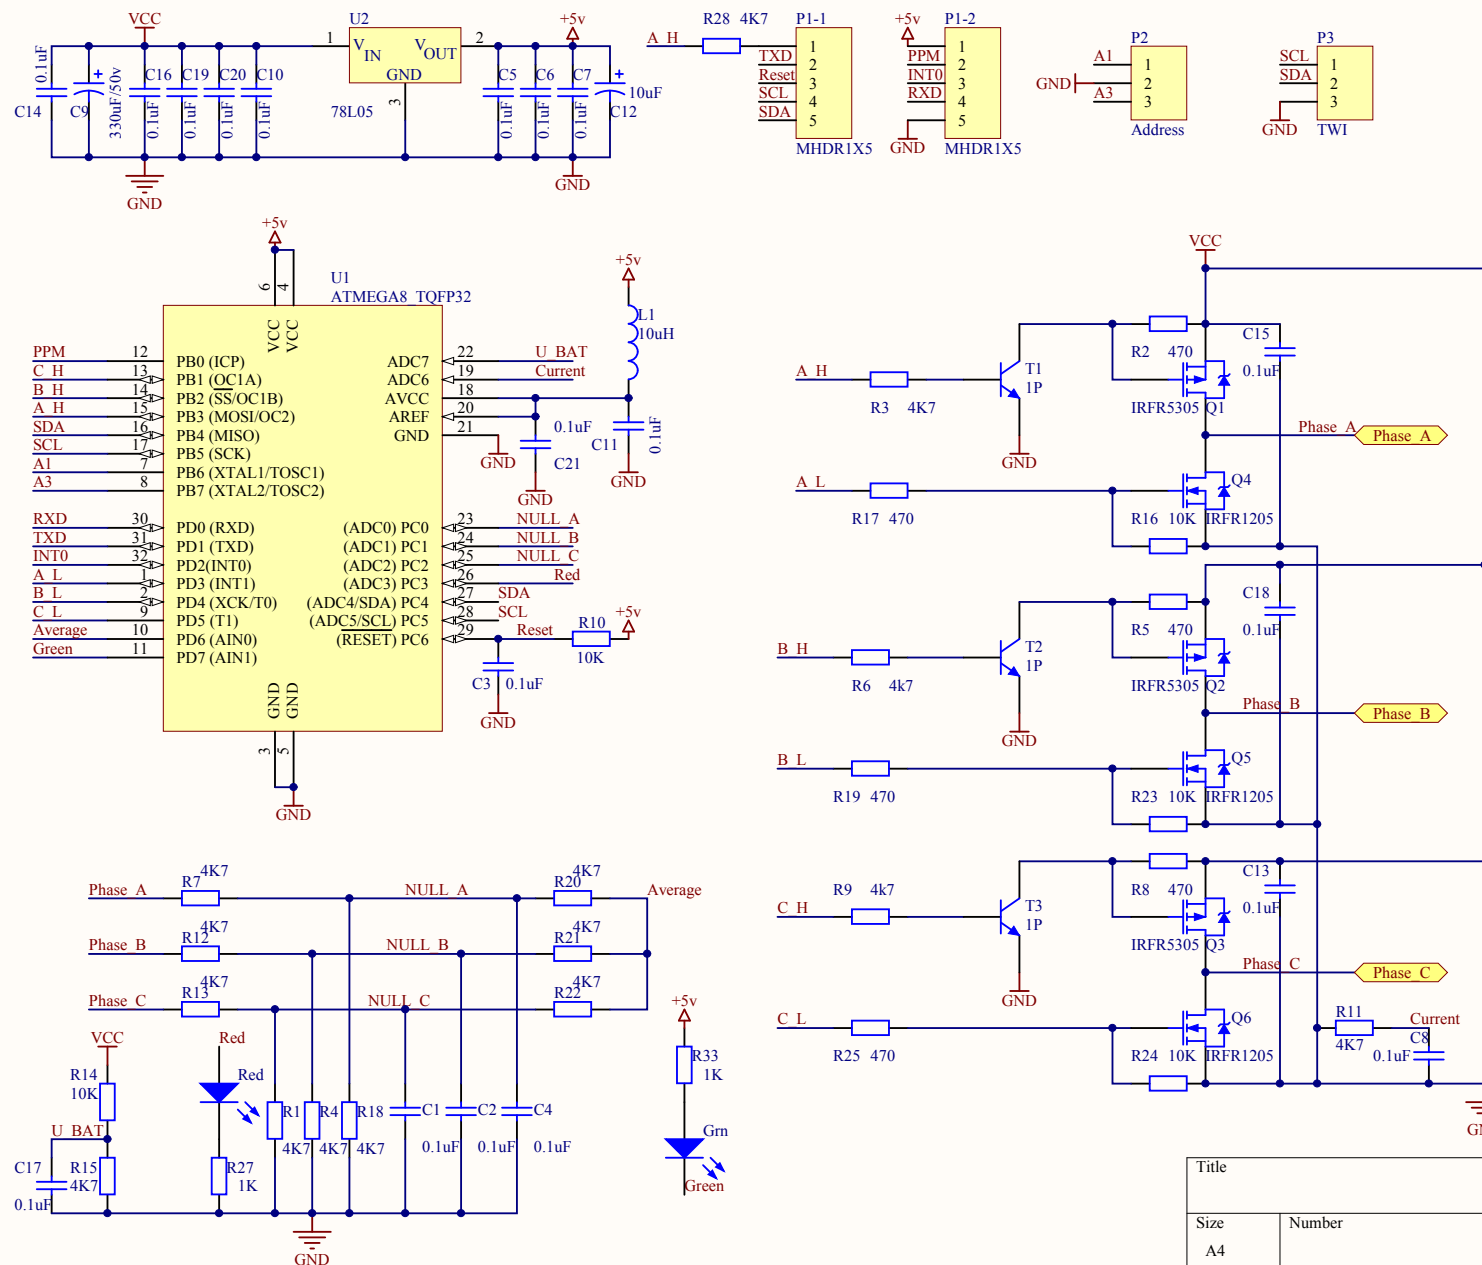 VCC
U2
+5v
R28 4K7
P1-1
+5v
P1-2
P2
P3
0.1uF
C14
C9
330uF/50v
C16
0.1uF
C19
0.1uF
C20
0.1uF
C10
0.1uF
1
VIN
VOUT
GND
2
3
78L05
C5
0.1uF
C6
0.1uF
C7
0.1uF
10uF
C12
GND
GND
A_H
TXD
Reset
SCL
SDA
1
2
3
4
5
MHDR1X5
PPM
INT0
RXD
GND
1
2
3
4
5
MHDR1X5
A1
GND
A3
1
2
3
Address
SCL
SDA
GND
1
2
3
TWI
+5v
6
4
U1
ATMEGA8_TQFP32
VCC
VCC
PPM 12 PB0 (ICP)
C_H 13 PB1 (OC1A)
B_H 14 PB2 (SS/OC1B)
A_H 15 PB3 (MOSI/OC2)
SDA 16 PB4 (MISO)
SCL 17 PB5 (SCK)
A1 7 PB6 (XTAL1/TOSC1)
A3 8 PB7 (XTAL2/TOSC2)
RXD 30 PD0 (RXD)
TXD 31 PD1 (TXD)
INT0 32 PD2(INT0)
A_L 1 PD3 (INT1)
B_L 2 PD4 (XCK/T0)
C_L 9 PD5 (T1)
Average 10 PD6 (AIN0)
Green 11 PD7 (AIN1)
ADC7 22 U_BAT
ADC6 19 Current
AVCC 18
AREF 20
GND 21
(ADC0) PC0 23 NULL_A
(ADC1) PC1 24 NULL_B
(ADC2) PC2 25 NULL_C
(ADC3) PC3 26 Red
(ADC4/SDA) PC4 27 SDA
(ADC5/SCL) PC5 28 SCL
(RESET) PC6 29 Reset
GND
GND
3
5
GND
+5v
L1
10uH
0.1uF
C21
C11
0.1uF
GND
GND
GND
R10
10K
+5v
C3 0.1uF
GND
VCC
A_H
R3 4K7
T1
1P
GND
R2 470
C15
0.1uF
IRFR5305 Q1
Phase_A
Phase_A
A_L
R17 470
Q4
R16 10K IRFR1205
B_H
R6 4k7
T2
1P
GND
R5 470
C18
0.1uF
IRFR5305 Q2
Phase_B
Phase_B
B_L
R19 470
Q5
R23 10K IRFR1205
C_H
R9 4k7
T3
1P
GND
R8 470
C13
0.1uF
IRFR5305 Q3
Phase_C
Phase_C
C_L
R25 470
Q6
R24 10K IRFR1205
R11
4K7
Current
C8
0.1uF
Phase_A
R7
4K7
NULL_A
4K7
R20
Average
Phase_B
4K7
R12
NULL_B
4K7
R21
Phase_C
4K7
R13
NULL_C
4K7
R22
VCC
R14
10K
U_BAT
C17
0.1uF
R15
4K7
Red
Red
R27
1K
R1
4K7
R4
4K7
R18
4K7
C1
0.1uF
C2
0.1uF
C4
0.1uF
GND
+5v
R33
1K
Grn
Green
Title
Size
A4
Number